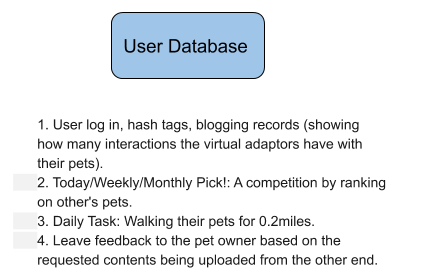 User Database
1. User log in, hash tags, blogging records (showing
how many interactions the virtual adaptors have with
their pets).
2. Today/Weekly/Monthly Pick!: A competition by ranking
on other's pets.
3. Daily Task: Walking their pets for 0.2miles.
4. Leave feedback to the pet owner based on the
requested contents being uploaded from the other end.